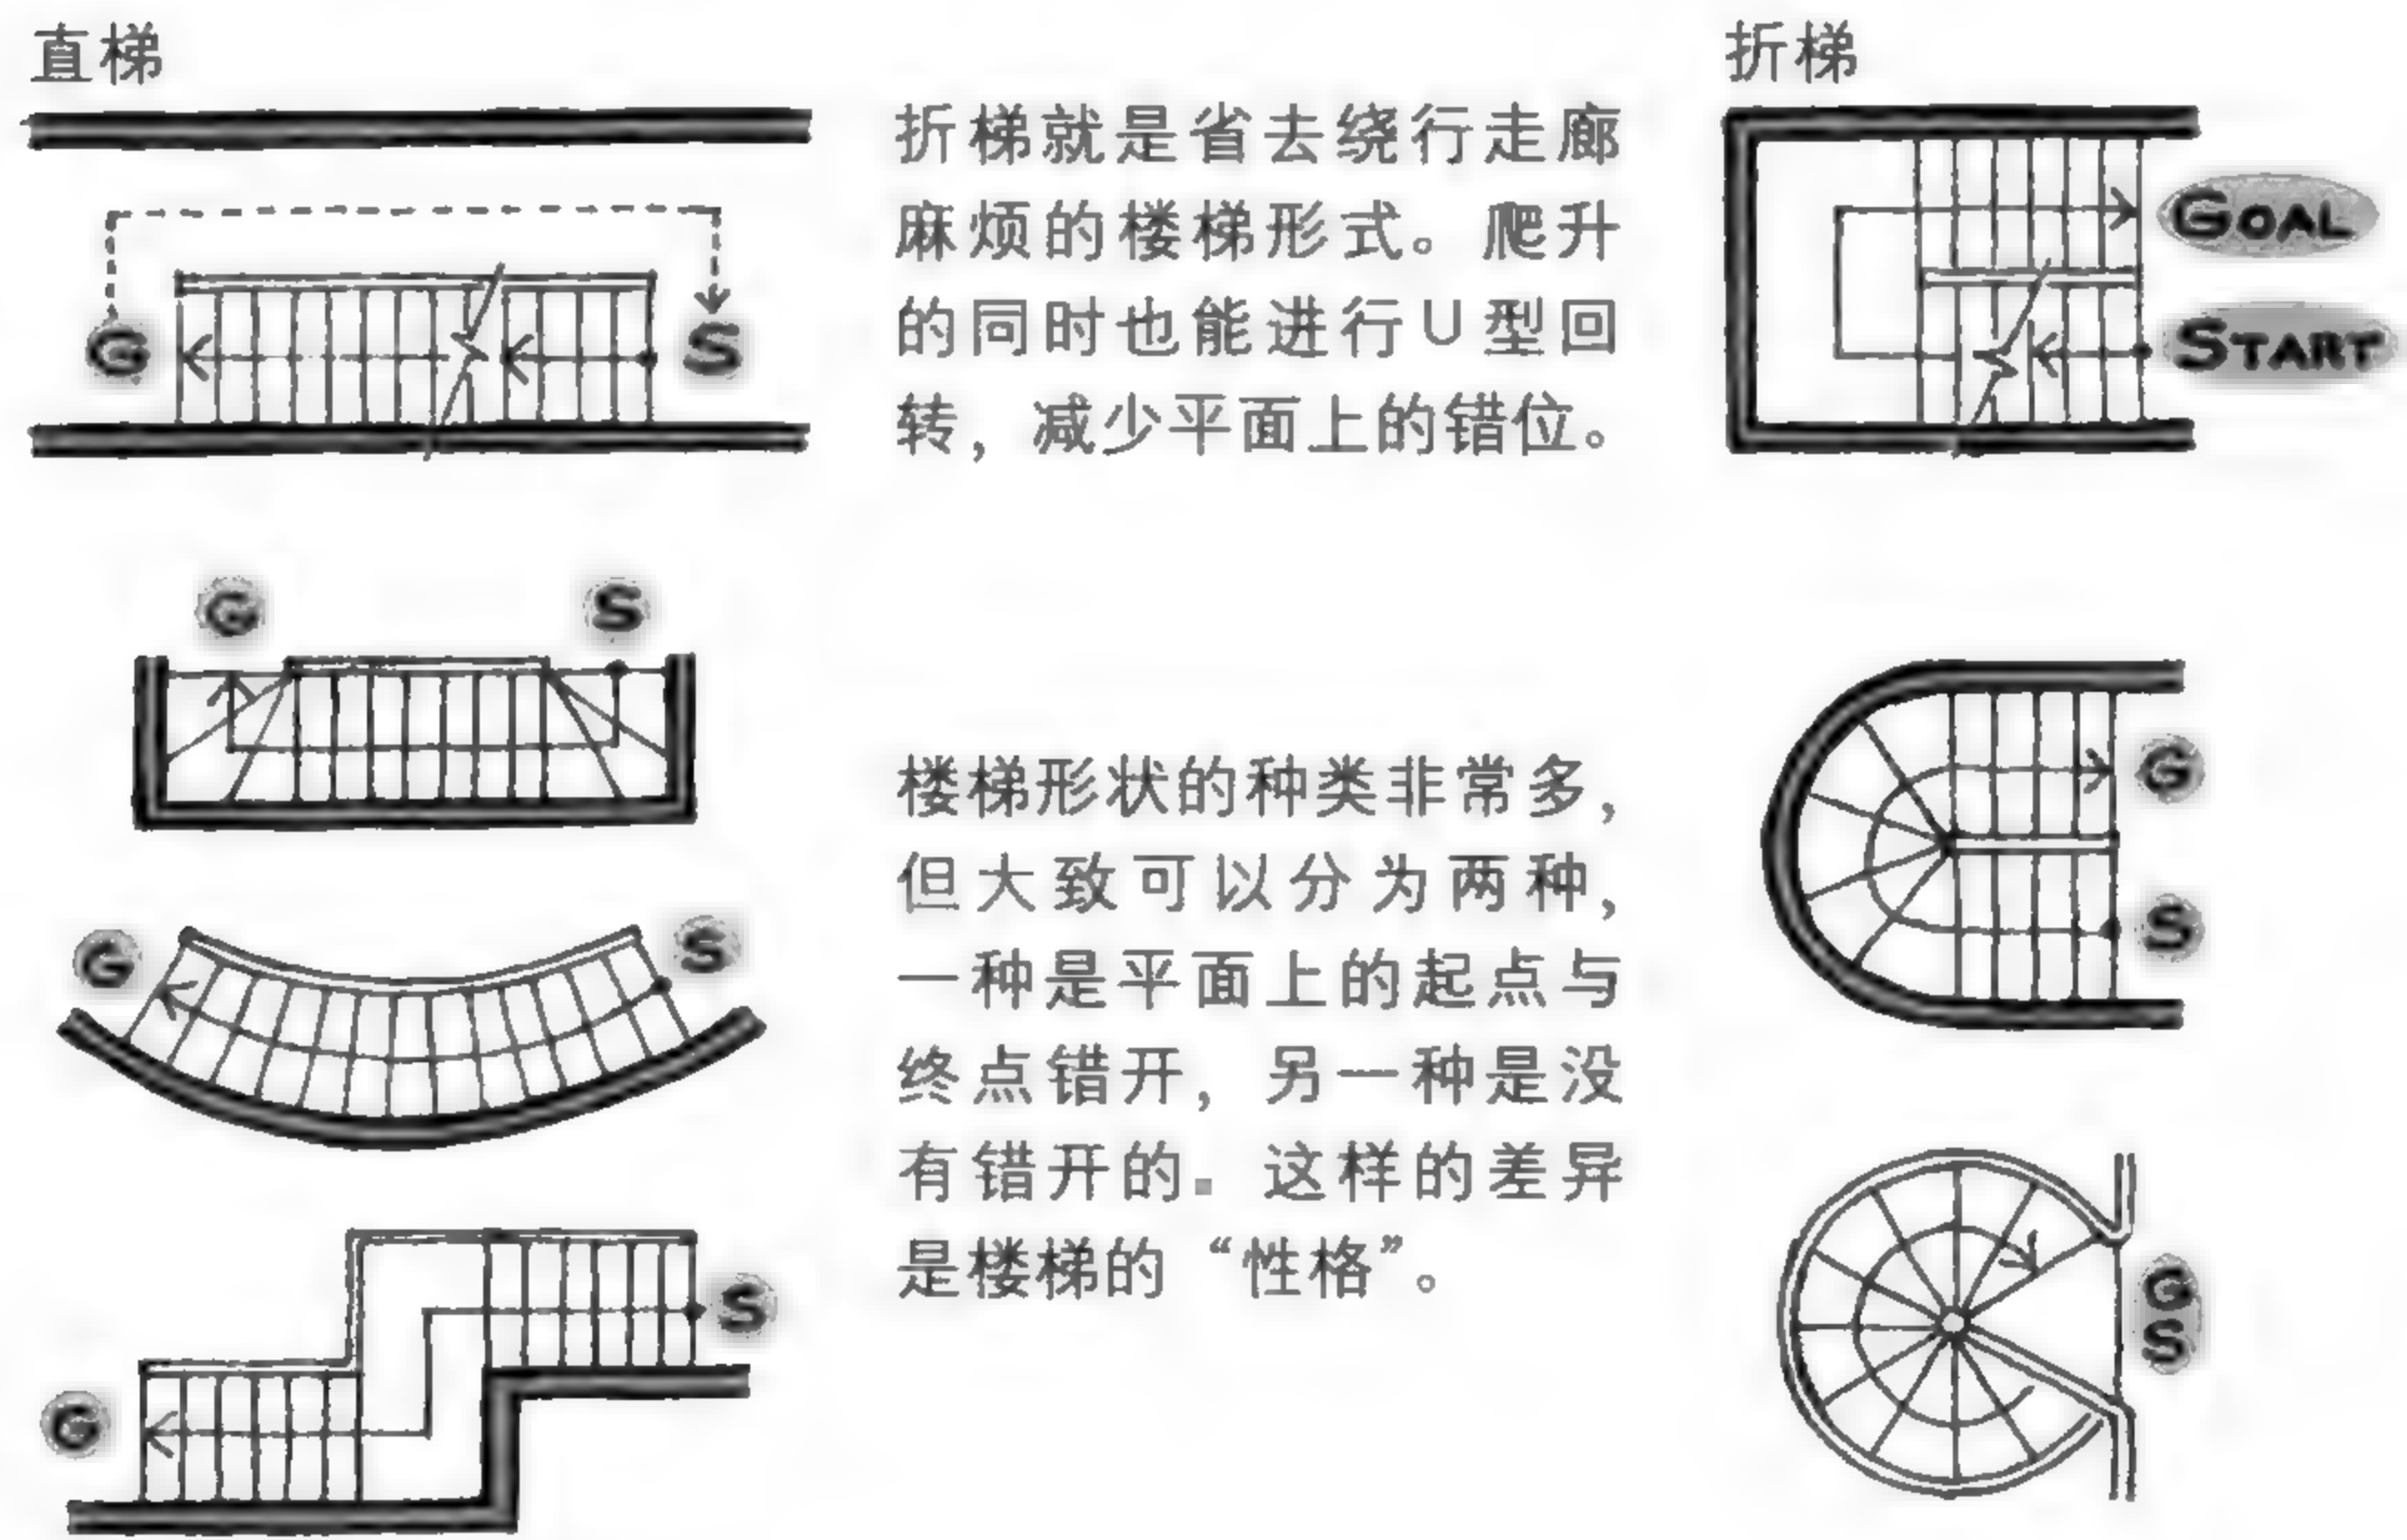 直梯
折梯就是省去绕行走廊
麻烦的楼梯形式。爬升
的同时也能进行U型回
转，减少平面上的错位。
折梯
GOAL
START
G
S
G
S
G
S
G
S
楼梯形状的种类非常多，
但大致可以分为两种，
一种是平面上的起点与
终点错开，另一种是没
有错开的。这样的差异
是楼梯的“性格”。
G
S
G
S